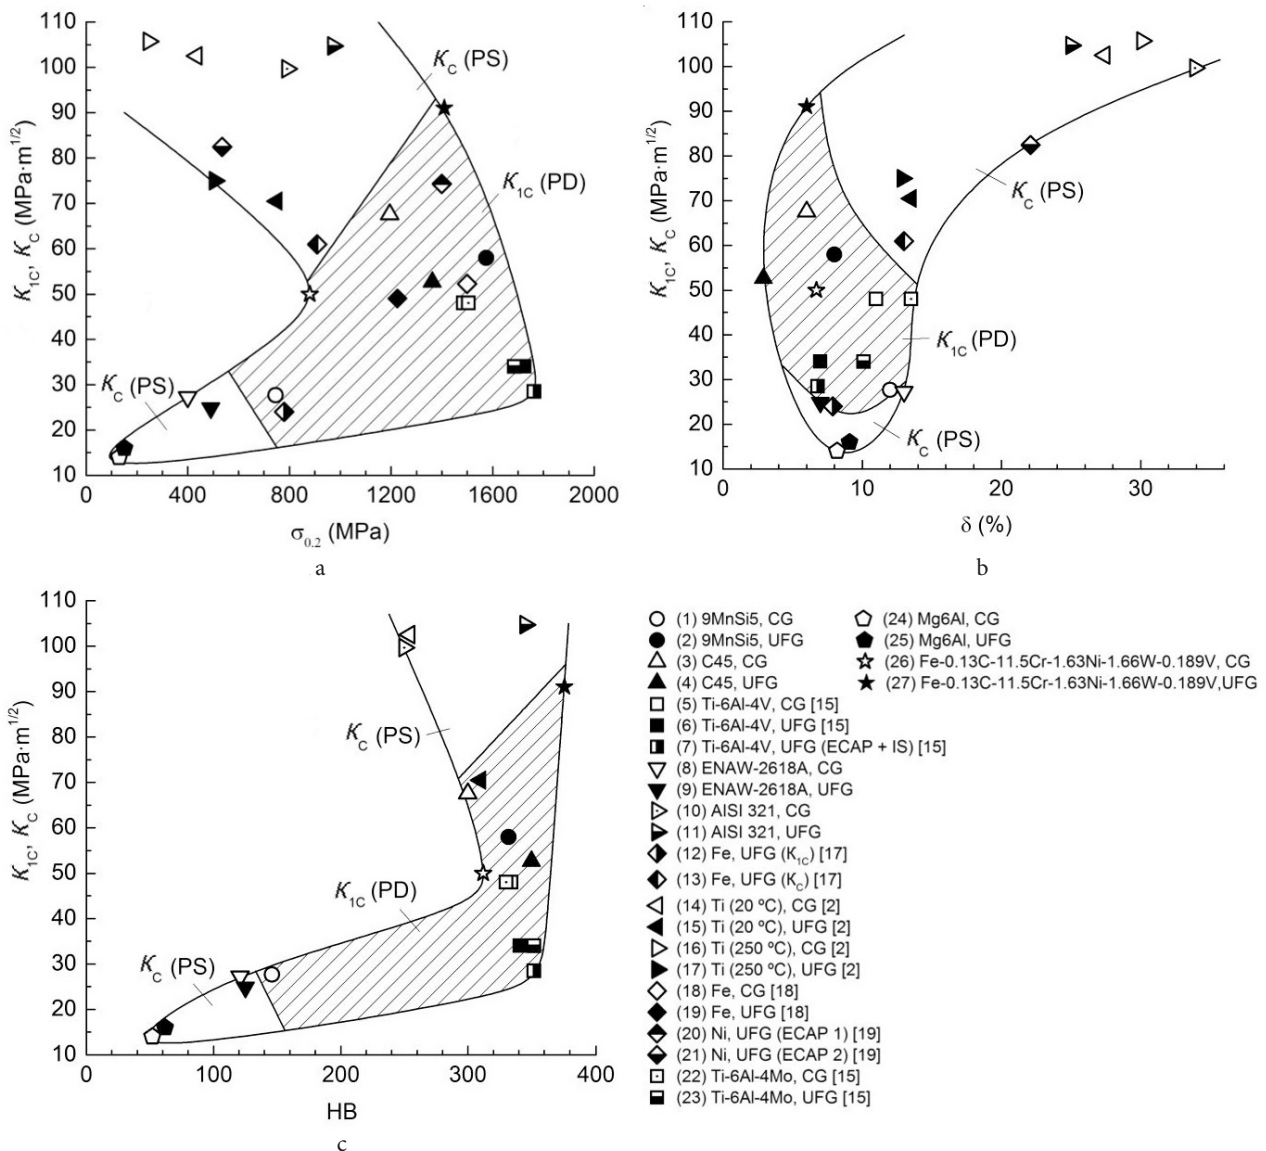 110
100
90
80
70
60
50
40
30
20
10
K1C, KC (MPa·m1/2)
KC (PS)
K1C (PD)
KC (PS)
0 400 800 1200 1600 2000
σ0.2 (MPa)
a
110
100
90
80
70
60
50
40
30
20
10
K1C, KC (MPa·m1/2)
KC (PS)
K1C (PD)
KC (PS)
0 10 20 30
δ (%)
b
110
100
90
80
70
60
50
40
30
20
10
K1C, KC (MPa·m1/2)
KC (PS)
K1C (PD)
KC (PS)
0 100 200 300 400
HB
c
(1) 9MnSi5, CG
(2) 9MnSi5, UFG
(3) C45, CG
(4) C45, UFG
(5) Ti-6Al-4V, CG [15]
(6) Ti-6Al-4V, UFG [15]
(7) Ti-6Al-4V, UFG (ECAP + IS) [15]
(8) ENAW-2618A, CG
(9) ENAW-2618A, UFG
(10) AISI 321, CG
(11) AISI 321, UFG
(12) Fe, UFG (K1C) [17]
(13) Fe, UFG (KC) [17]
(14) Ti (20 ºC), CG [2]
(15) Ti (20 ºC), UFG [2]
(16) Ti (250 ºC), CG [2]
(17) Ti (250 ºC), UFG [2]
(18) Fe, CG [18]
(19) Fe, UFG [18]
(20) Ni, UFG (ECAP 1) [19]
(21) Ni, UFG (ECAP 2) [19]
(22) Ti-6Al-4Mo, CG [15]
(23) Ti-6Al-4Mo, UFG [15]
(24) Mg6Al, CG
(25) Mg6Al, UFG
(26) Fe-0.13C-11.5Cr-1.63Ni-1.66W-0.189V, CG
(27) Fe-0.13C-11.5Cr-1.63Ni-1.66W-0.189V,UFG